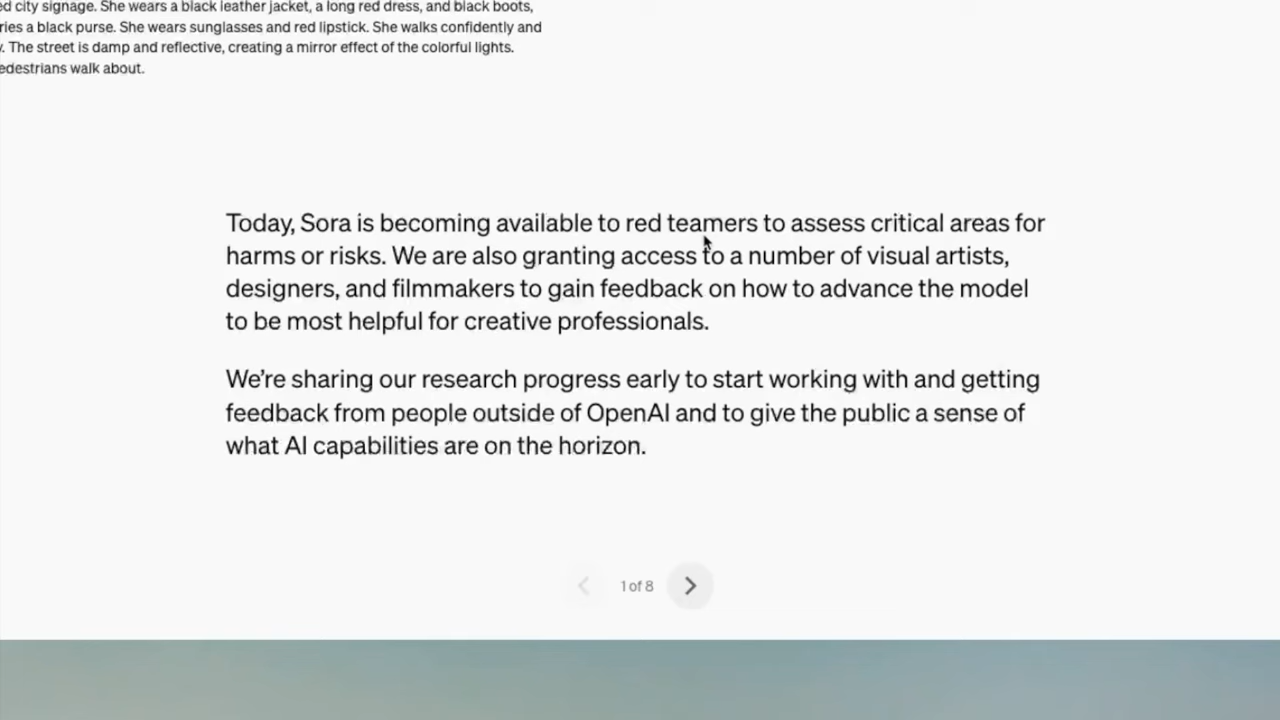 ed city signage. She wears a black leather jacket, a long red dress, and black boots,
ries a black purse. She wears sunglasses and red lipstick. She walks confidently and
. The street is damp and reflective, creating a mirror effect of the colorful lights.
edestrians walk about.
Today, Sora is becoming available to red teamers to assess critical areas for
harms or risks. We are also granting access to a number of visual artists,
designers, and filmmakers to gain feedback on how to advance the model
to be most helpful for creative professionals.
We’re sharing our research progress early to start working with and getting
feedback from people outside of OpenAI and to give the public a sense of
what AI capabilities are on the horizon.
1 of 8